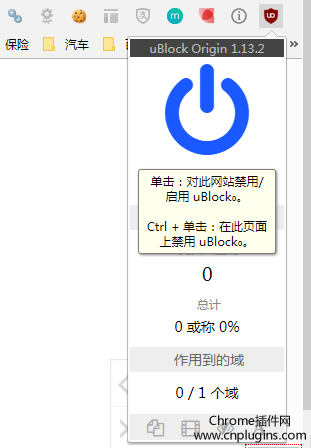 保险
汽车
»
uBlock Origin 1.13.2
单击：对此网站禁用/
启用 uBlock₀。
Ctrl + 单击：在此页面
上禁用 uBlock₀。
0
总计
0 或称 0%
作用到的域
0 / 1 个域
Chrome插件网
www.cnplugins.com